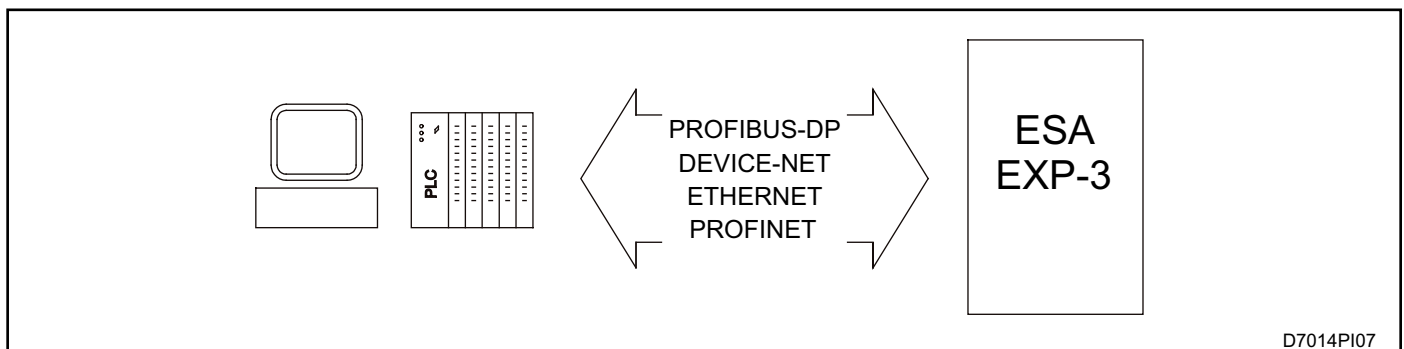 PLC
PROFIBUS-DP
DEVICE-NET
ETHERNET
PROFINET
ESA
EXP-3
D7014PI07